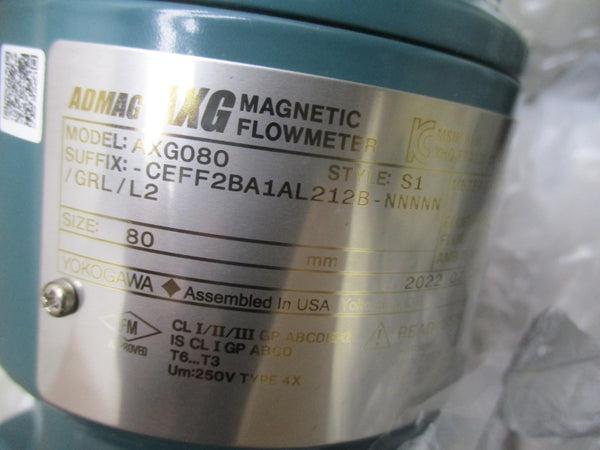 ADMAG AXG MAGNETIC FLOWMETER
MODEL: AXG080
STYLE: S1
SUFFIX: -CEFF2BA1AL212B-NNNNN
/GRL/L2
SIZE: 80 mm
2022
YOKOGAWA ◆ Assembled In USA
FM APPROVED
CL I/II/III GP ABCDEFG
IS CL I GP ABCD
T6...T3
Um:250V TYPE 4X
READ